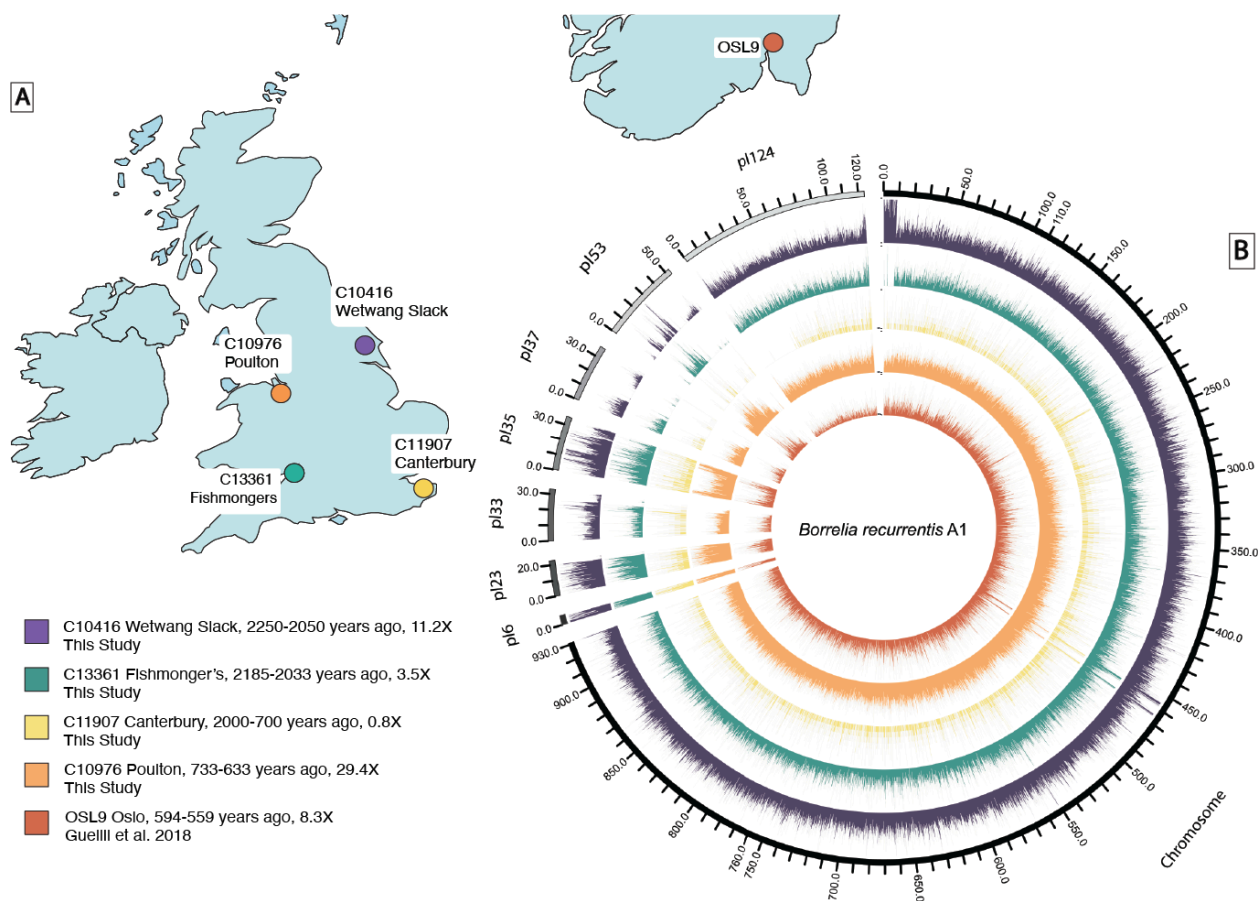 A
OSL9
C10416
Wetwang Slack
C10976
Poulton
C11907
Canterbury
C13361
Fishmongers
C10416 Wetwang Slack, 2250-2050 years ago, 11.2X
This Study
C13361 Fishmonger's, 2185-2033 years ago, 3.5X
This Study
C11907 Canterbury, 2000-700 years ago, 0.8X
This Study
C10976 Poulton, 733-633 years ago, 29.4X
This Study
OSL9 Oslo, 594-559 years ago, 8.3X
Guellil et al. 2018
B
Borrelia recurrentis A1
Chromosome
0.0
50.0
100.0
110.0
150.0
200.0
250.0
300.0
350.0
400.0
450.0
500.0
550.0
600.0
650.0
700.0
750.0
760.0
800.0
850.0
900.0
930.0
pl6
0.0
pl23
0.0
20.0
pl33
0.0
30.0
pl35
0.0
30.0
pl37
0.0
30.0
pl53
0.0
50.0
pl124
0.0
50.0
100.0
120.0